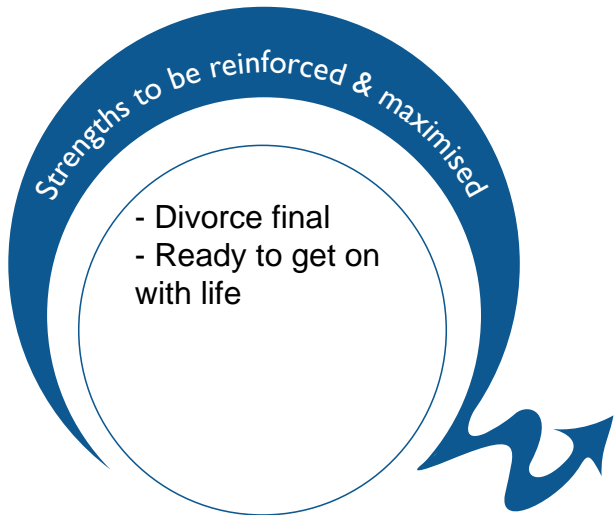 Strengths to be reinforced & maximised
- Divorce final
- Ready to get on
with life